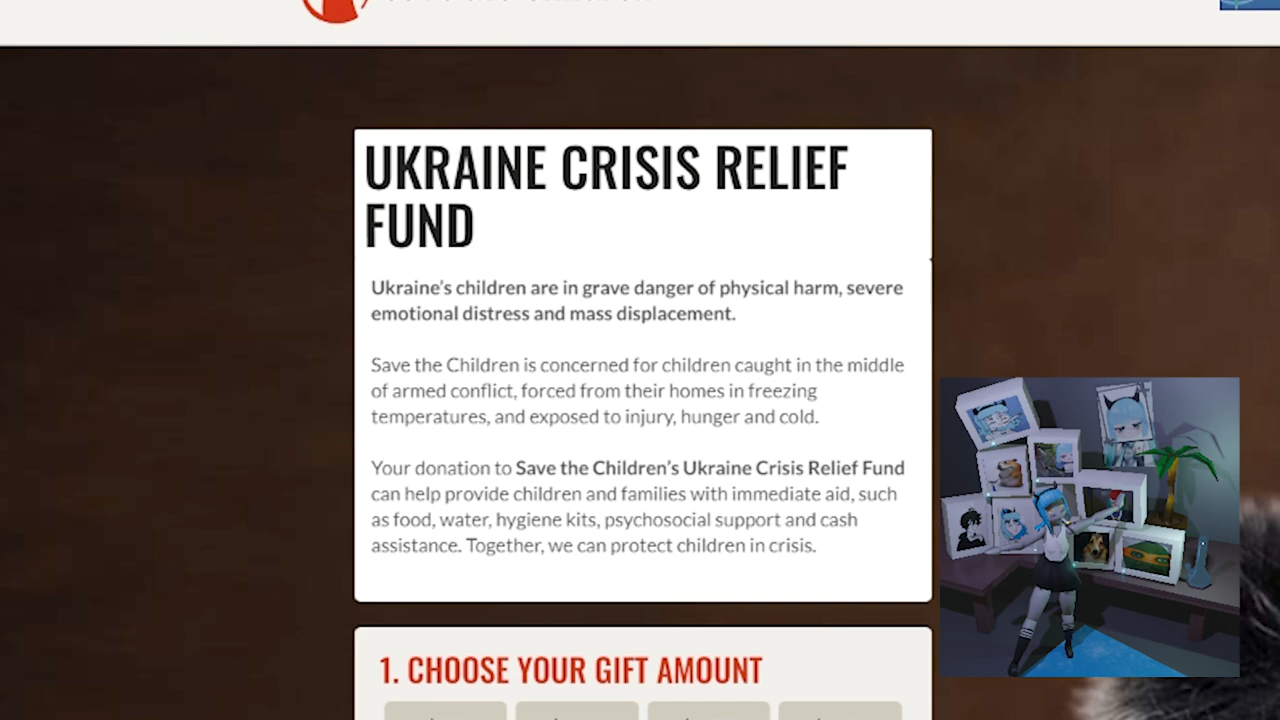 UKRAINE CRISIS RELIEF
FUND
Ukraine's children are in grave danger of physical harm, severe
emotional distress and mass displacement.
Save the Children is concerned for children caught in the middle
of armed conflict, forced from their homes in freezing
temperatures, and exposed to injury, hunger and cold.
Your donation to Save the Children's Ukraine Crisis Relief Fund
can help provide children and families with immediate aid, such
as food, water, hygiene kits, psychosocial support and cash
assistance. Together, we can protect children in crisis.
1. CHOOSE YOUR GIFT AMOUNT